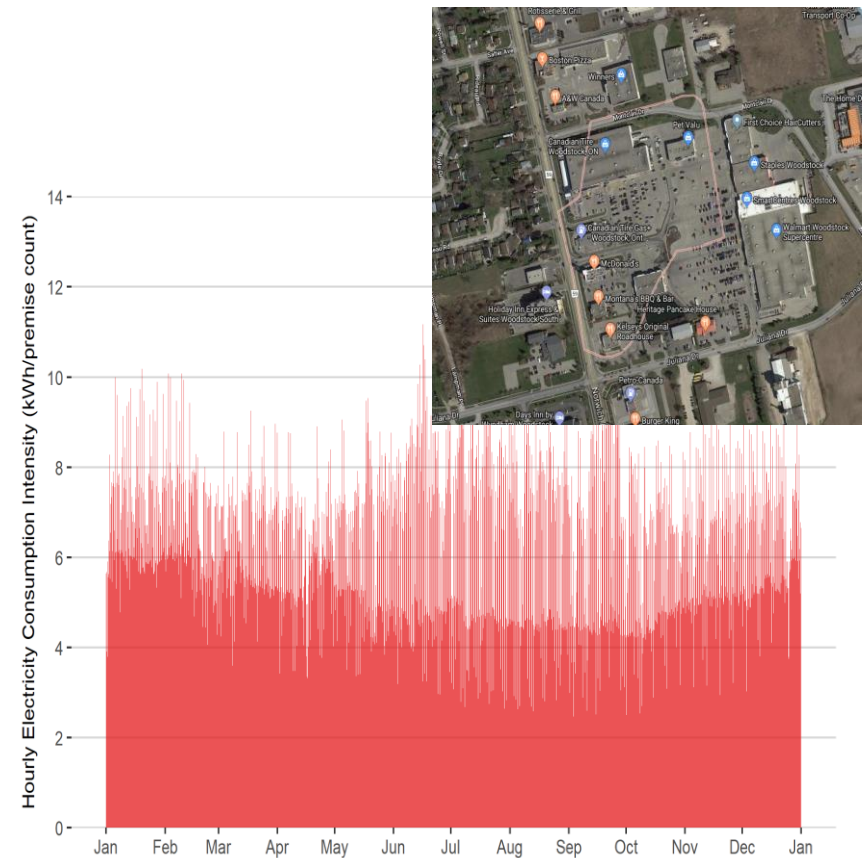 Hourly Electricity Consumption Intensity (kWh/premise count)
14
12
10
8
6
4
2
0
Jan Feb Mar Apr May Jun Jul Aug Sep Oct Nov Dec Jan
Rotisserie & Grill
Transport Co-Op
Boston Pizza
Winners
A&W Canada
The Home D
Montclair Dr
First Choice HairCutters
Pet Valu
Canadian Tire -
Woodstock, ON
Staples Woodstock
SmartCentres Woodstock
Canadian Tire Gas+
- Woodstock, Ont...
Walmart Woodstock
Supercentre
McDonald's
Holiday Inn Express &
Suites Woodstock South
Montana's BBQ & Bar
Heritage Pancake House
Kelseys Original
Roadhouse
Juliana Dr
Petro-Canada
Days Inn by
Burger King